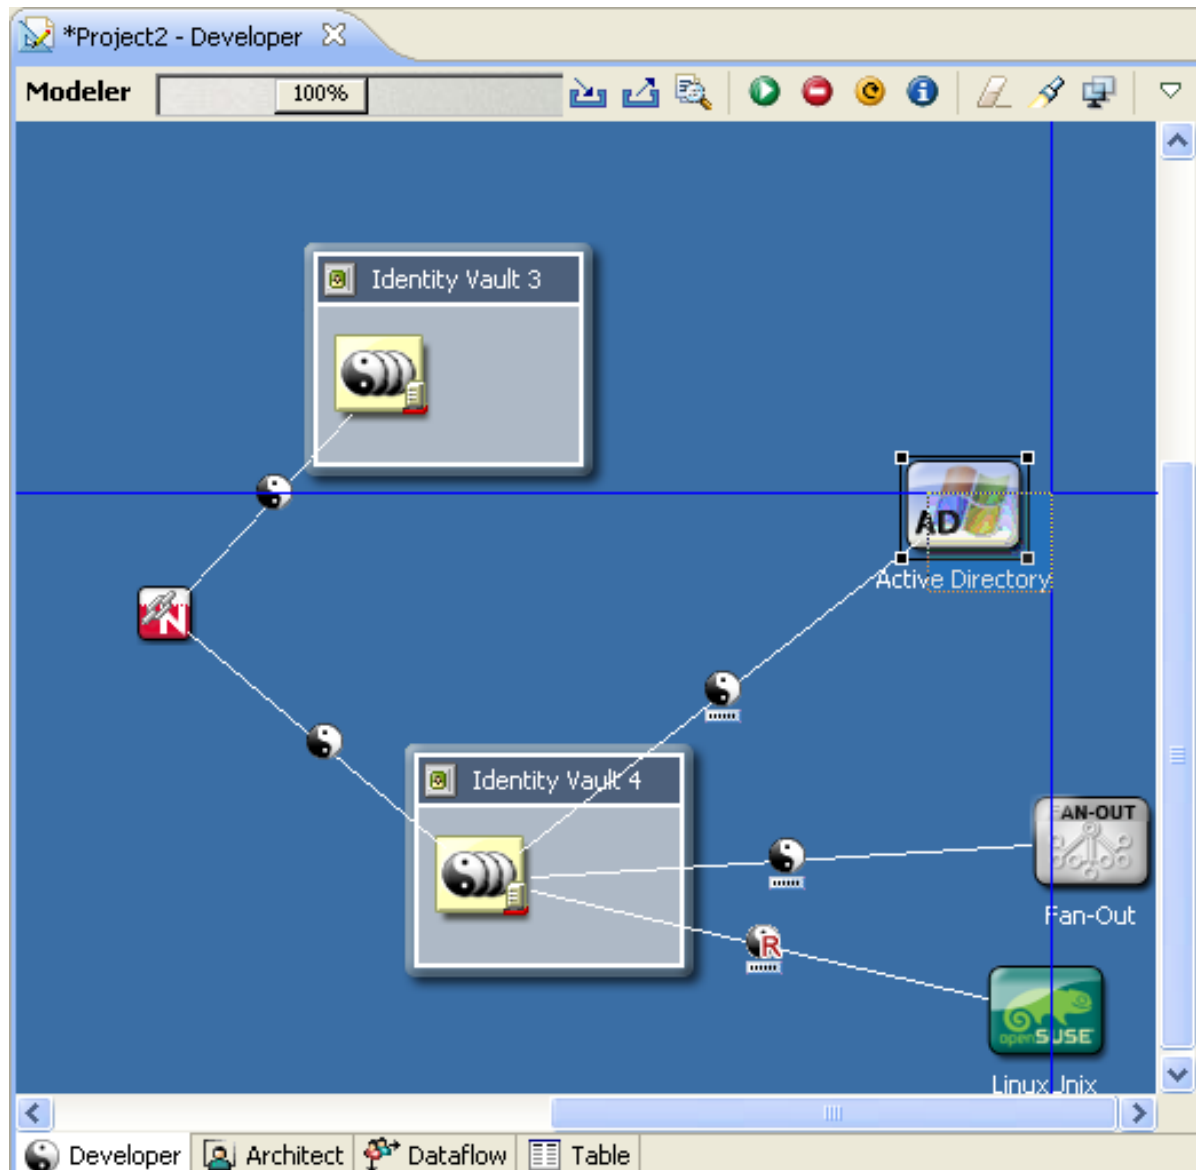 *Project2 - Developer
Modeler 100%
Identity Vault 3
AD
Active Directory
N
Identity Vault 4
FAN-OUT
Fan-Out
R
openSUSE
Linux Unix
Developer Architect Dataflow Table